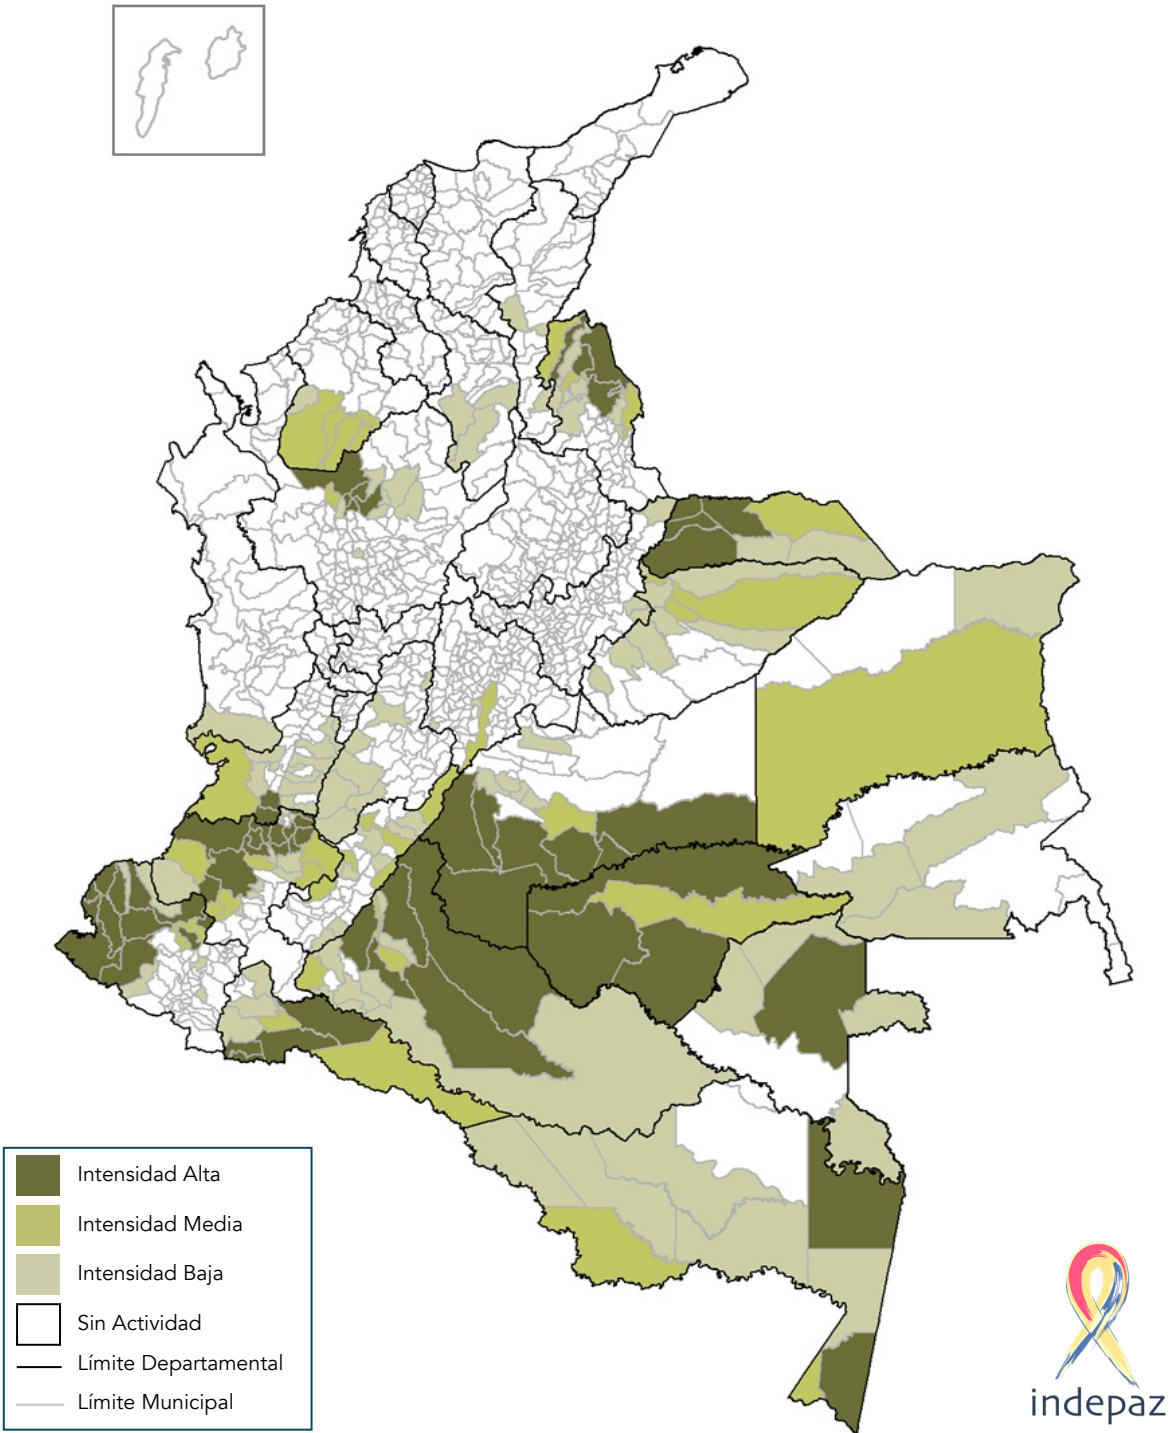 Intensidad Alta
Intensidad Media
Intensidad Baja
Sin Actividad
Límite Departamental
Límite Municipal
indepaz